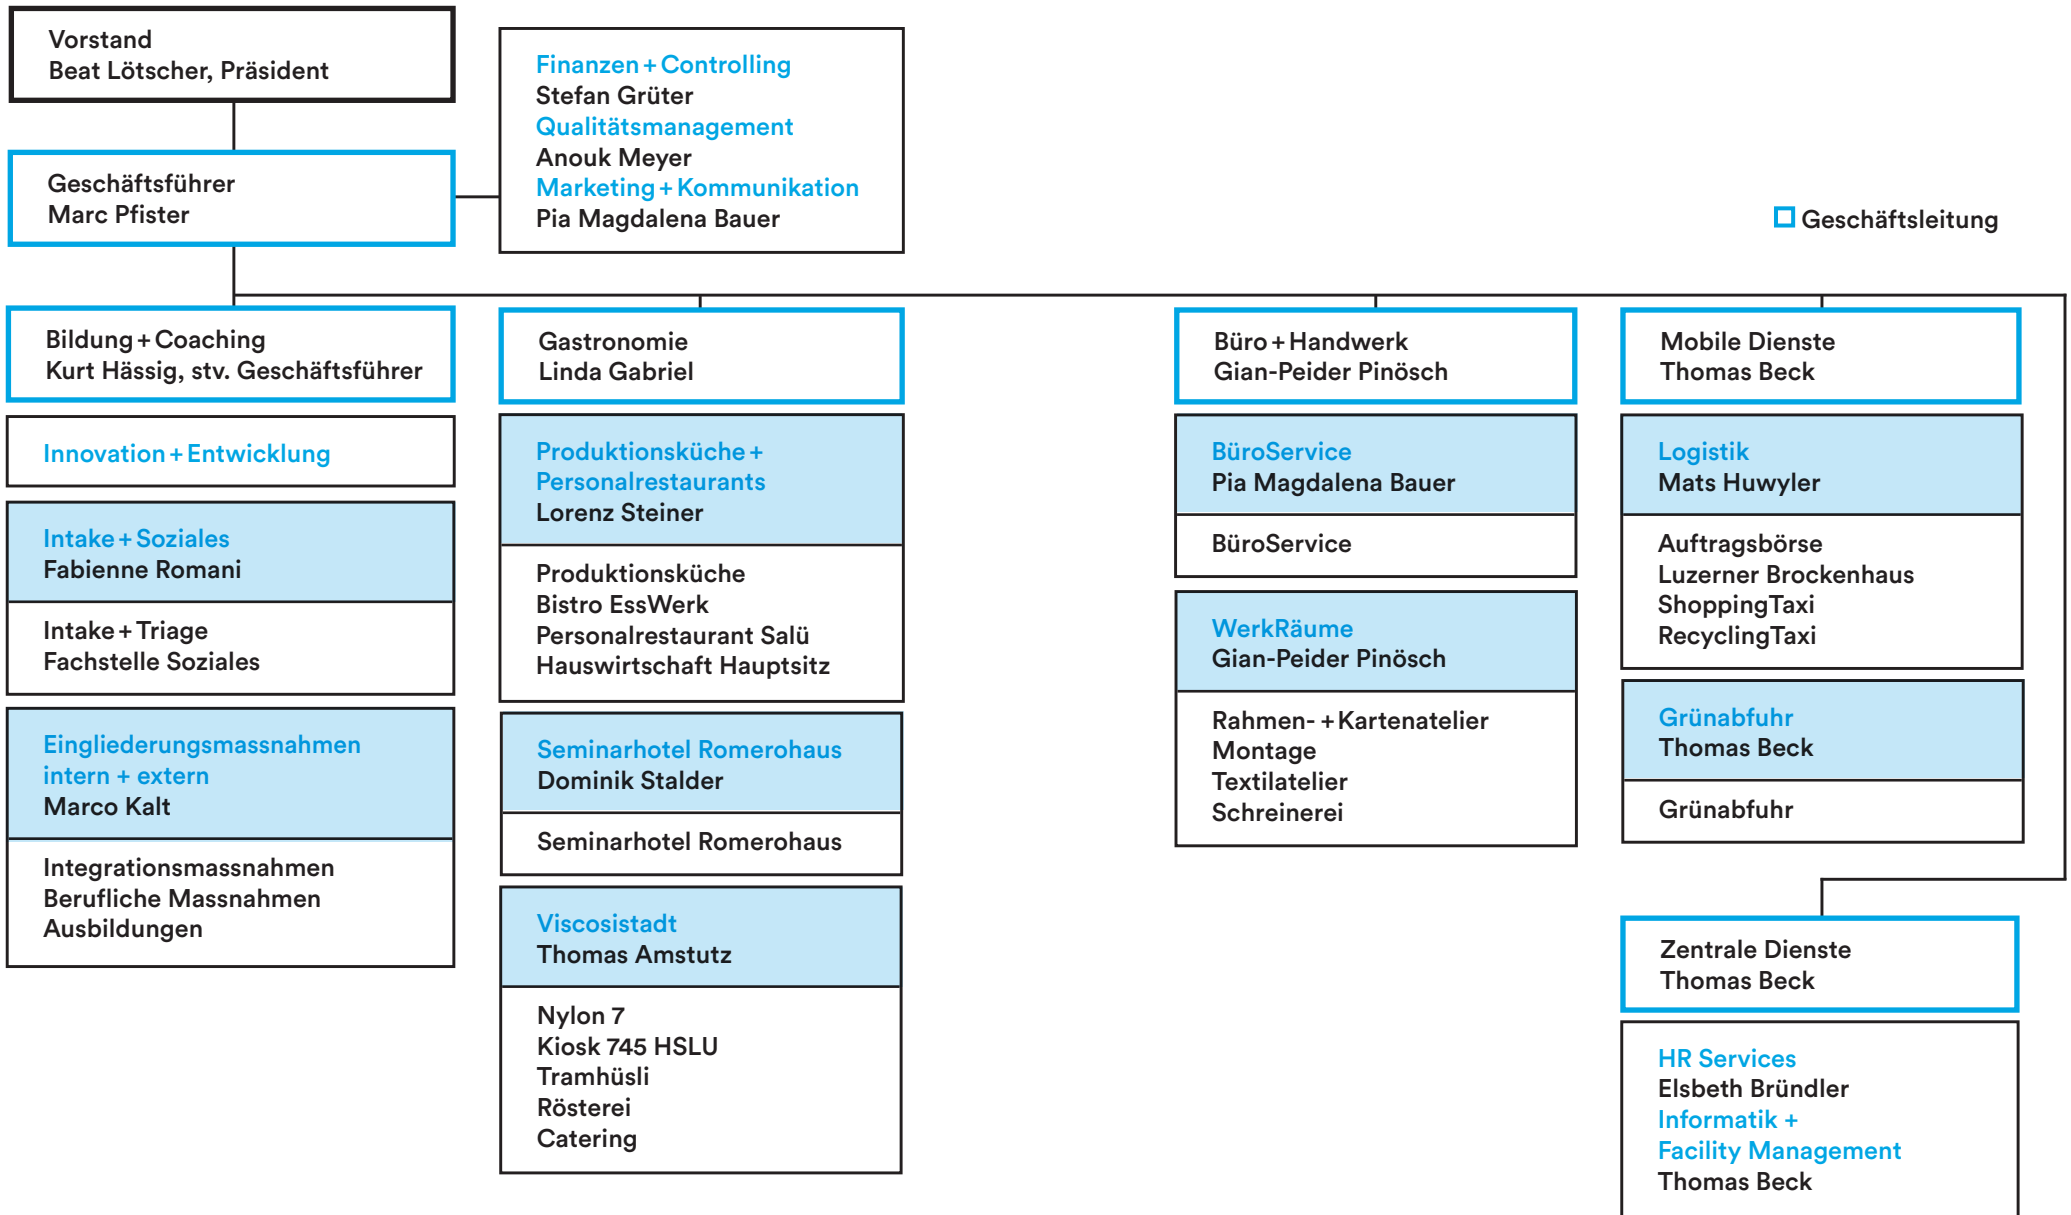 Vorstand
Beat Lötscher, Präsident
Geschäftsführer
Marc Pfister
Finanzen + Controlling
Stefan Grüter
Qualitätsmanagement
Anouk Meyer
Marketing + Kommunikation
Pia Magdalena Bauer
Geschäftsleitung
Bildung + Coaching
Kurt Hässig, stv. Geschäftsführer
Innovation + Entwicklung
Intake + Soziales
Fabienne Romani
Intake + Triage
Fachstelle Soziales
Eingliederungsmassnahmen
intern + extern
Marco Kalt
Integrationsmassnahmen
Berufliche Massnahmen
Ausbildungen
Gastronomie
Linda Gabriel
Produktionsküche +
Personalrestaurants
Lorenz Steiner
Produktionsküche
Bistro EssWerk
Personalrestaurant Salü
Hauswirtschaft Hauptsitz
Seminarhotel Romerohaus
Dominik Stalder
Seminarhotel Romerohaus
Viscosistadt
Thomas Amstutz
Nylon 7
Kiosk 745 HSLU
Tramhüsli
Rösterei
Catering
Büro + Handwerk
Gian-Peider Pinösch
BüroService
Pia Magdalena Bauer
BüroService
WerkRäume
Gian-Peider Pinösch
Rahmen- + Kartenatelier
Montage
Textilatelier
Schreinerei
Mobile Dienste
Thomas Beck
Logistik
Mats Huwyler
Auftragsbörse
Luzerner Brockenhaus
ShoppingTaxi
RecyclingTaxi
Grünabfuhr
Thomas Beck
Grünabfuhr
Zentrale Dienste
Thomas Beck
HR Services
Elsbeth Bründler
Informatik +
Facility Management
Thomas Beck